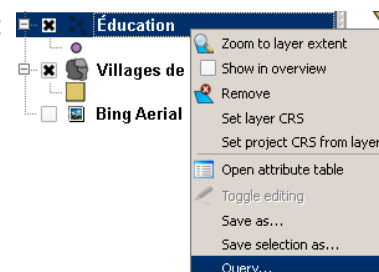 Éducation
Zoom to layer extent
Show in overview
Villages de
Remove
Bing Aerial
Set layer CRS
Set project CRS from layer
Open attribute table
Toggle editing
Save as...
Save selection as...
Query...